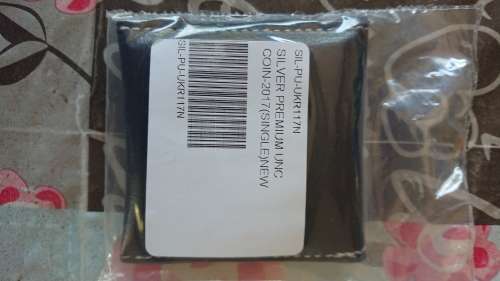 SIL-PU-UKR117N
SILVER PREMIUM UNC
COIN-2017(SINGLE)NEW
SIL-PU-UKR117N